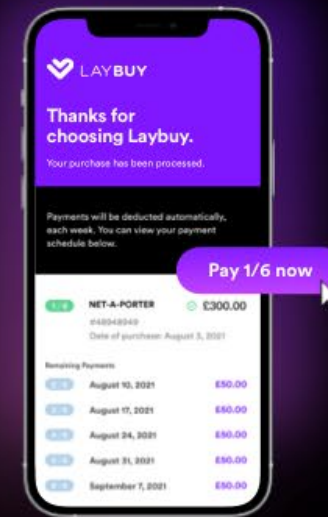 LAYBUY
Thanks for
choosing Laybuy.
Your purchase has been processed.
Payments will be deducted automatically,
each week. You can view your payment
schedule below.
Pay 1/6 now
1/6 NET-A-PORTER £300.00
#48948949
Date of purchase: August 3, 2021
Remaining Payments
August 10, 2021 £50.00
August 17, 2021 £50.00
August 24, 2021 £50.00
August 31, 2021 £50.00
September 7, 2021 £50.00